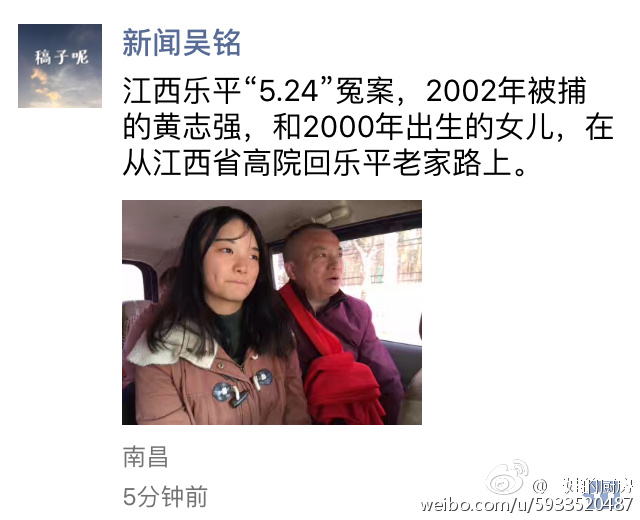 稿子呢
新闻吴铭
江西乐平“5.24”冤案，2002年被捕
的黄志强，和2000年出生的女儿，在
从江西省高院回乐平老家路上。
南昌
5分钟前
weibo.com/u/5933520487